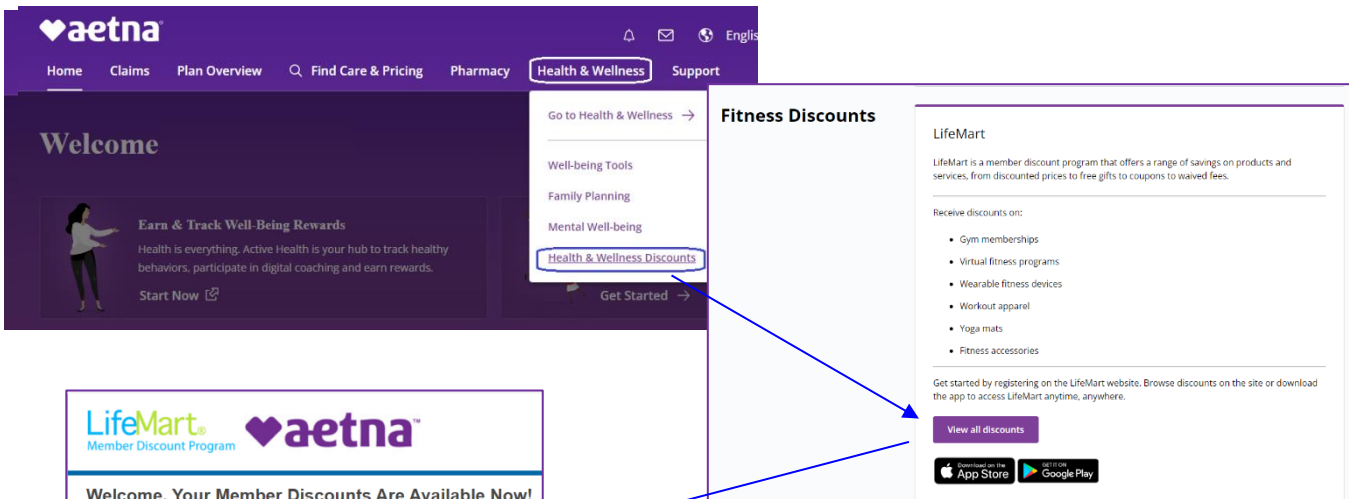 aetna
Englis
Home Claims Plan Overview Find Care & Pricing Pharmacy Health & Wellness Support
Welcome
Earn & Track Well-Being Rewards
Health is everything. Active Health is your hub to track healthy
behaviors, participate in digital coaching and earn rewards.
Start Now
Get Started
Go to Health & Wellness
Well-being Tools
Family Planning
Mental Well-being
Health & Wellness Discounts
Fitness Discounts
LifeMart
LifeMart is a member discount program that offers a range of savings on products and
services, from discounted prices to free gifts to coupons to waived fees.
Receive discounts on:
• Gym memberships
• Virtual fitness programs
• Wearable fitness devices
• Workout apparel
• Yoga mats
• Fitness accessories
Get started by registering on the LifeMart website. Browse discounts on the site or download
the app to access LifeMart anytime, anywhere.
View all discounts
Download on the
App Store
GET IT ON
Google Play
LifeMart®
Member Discount Program
aetna™
Welcome, Your Member Discounts Are Available Now!